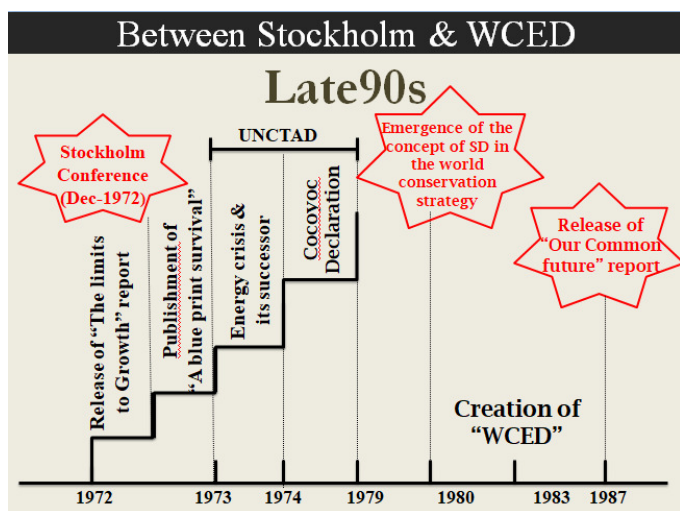 Between Stockholm & WCED
Late90s
Stockholm
Conference
(Dec-1972)
UNCTAD
Emergence of the
concept of SD in
the world
conservation
strategy
Release of
“Our Common
future” report
Release of “The limits
to Growth” report
Publishment of
“A blue print survival”
Energy crisis &
its successor
Cocovoc
Declaration
Creation of
“WCED”
1972
1973
1974
1979
1980
1983
1987